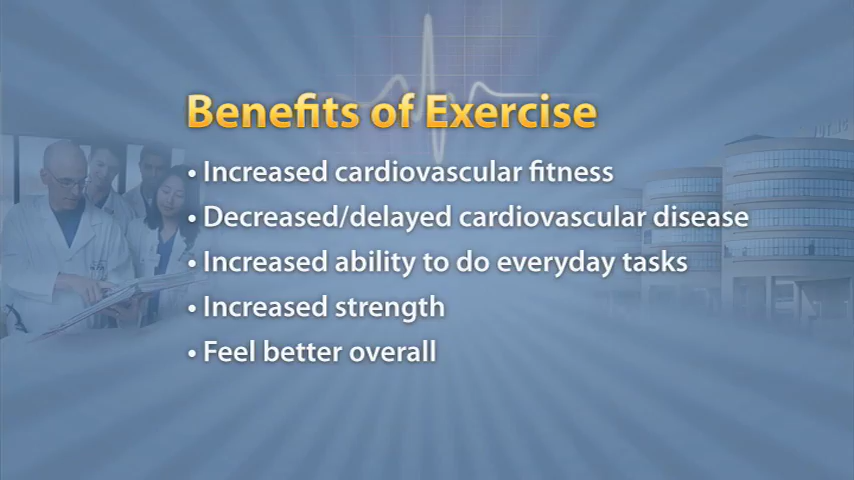 Benefits of Exercise
• Increased cardiovascular fitness
• Decreased/delayed cardiovascular disease
• Increased ability to do everyday tasks
• Increased strength
• Feel better overall